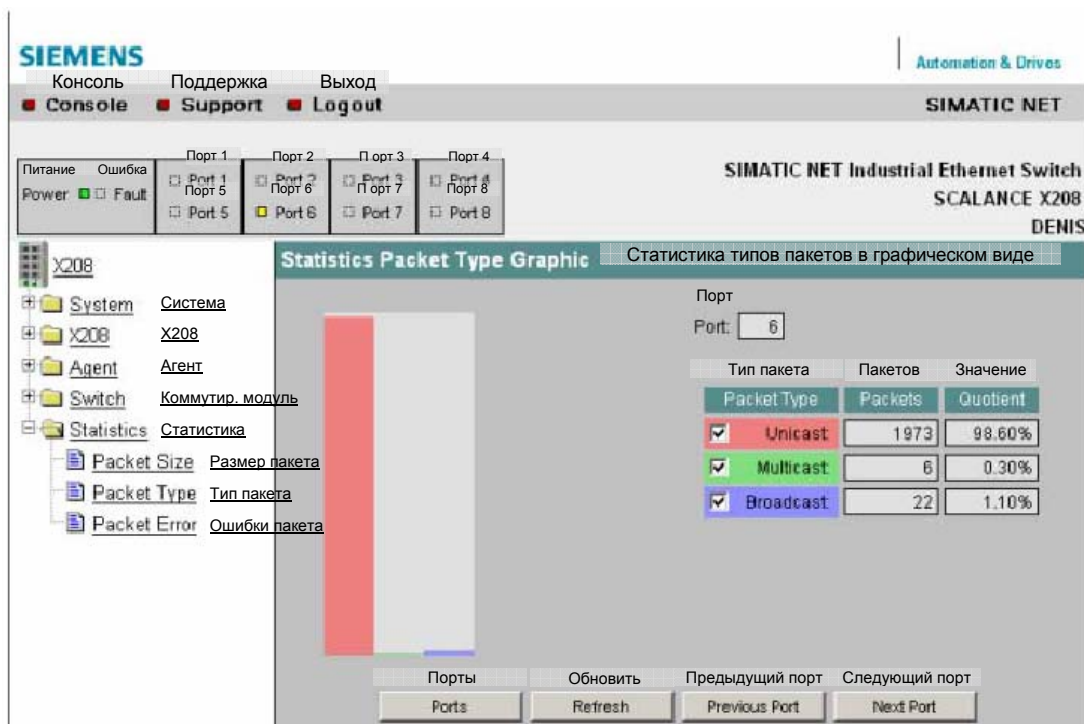 SIEMENS
Automation & Drives
Консоль Поддержка Выход
Console Support Logout
SIMATIC NET
Питание Ошибка
Power Fault
Порт 1 Порт 2 П орт 3 Порт 4
Port 1 Port 2 Port 3 Port 4
Порт 5 Порт 6 П орт 7 Порт 8
Port 5 Port 6 Port 7 Port 8
SIMATIC NET Industrial Ethernet Switch
SCALANCE X208
DENIS
X208
System Система
X208 X208
Agent Агент
Switch Коммутир. модуль
Statistics Статистика
Packet Size Размер пакета
Packet Type Тип пакета
Packet Error Ошибки пакета
Statistics Packet Type Graphic Статистика типов пакетов в графическом виде
Порт
Port: 6
Тип пакета Пакетов Значение
Packet Type Packets Quotient
Unicast 1973 98.60%
Multicast 6 0.30%
Broadcast 22 1.10%
Порты Обновить Предыдущий порт Следующий порт
Ports Refresh Previous Port Next Port